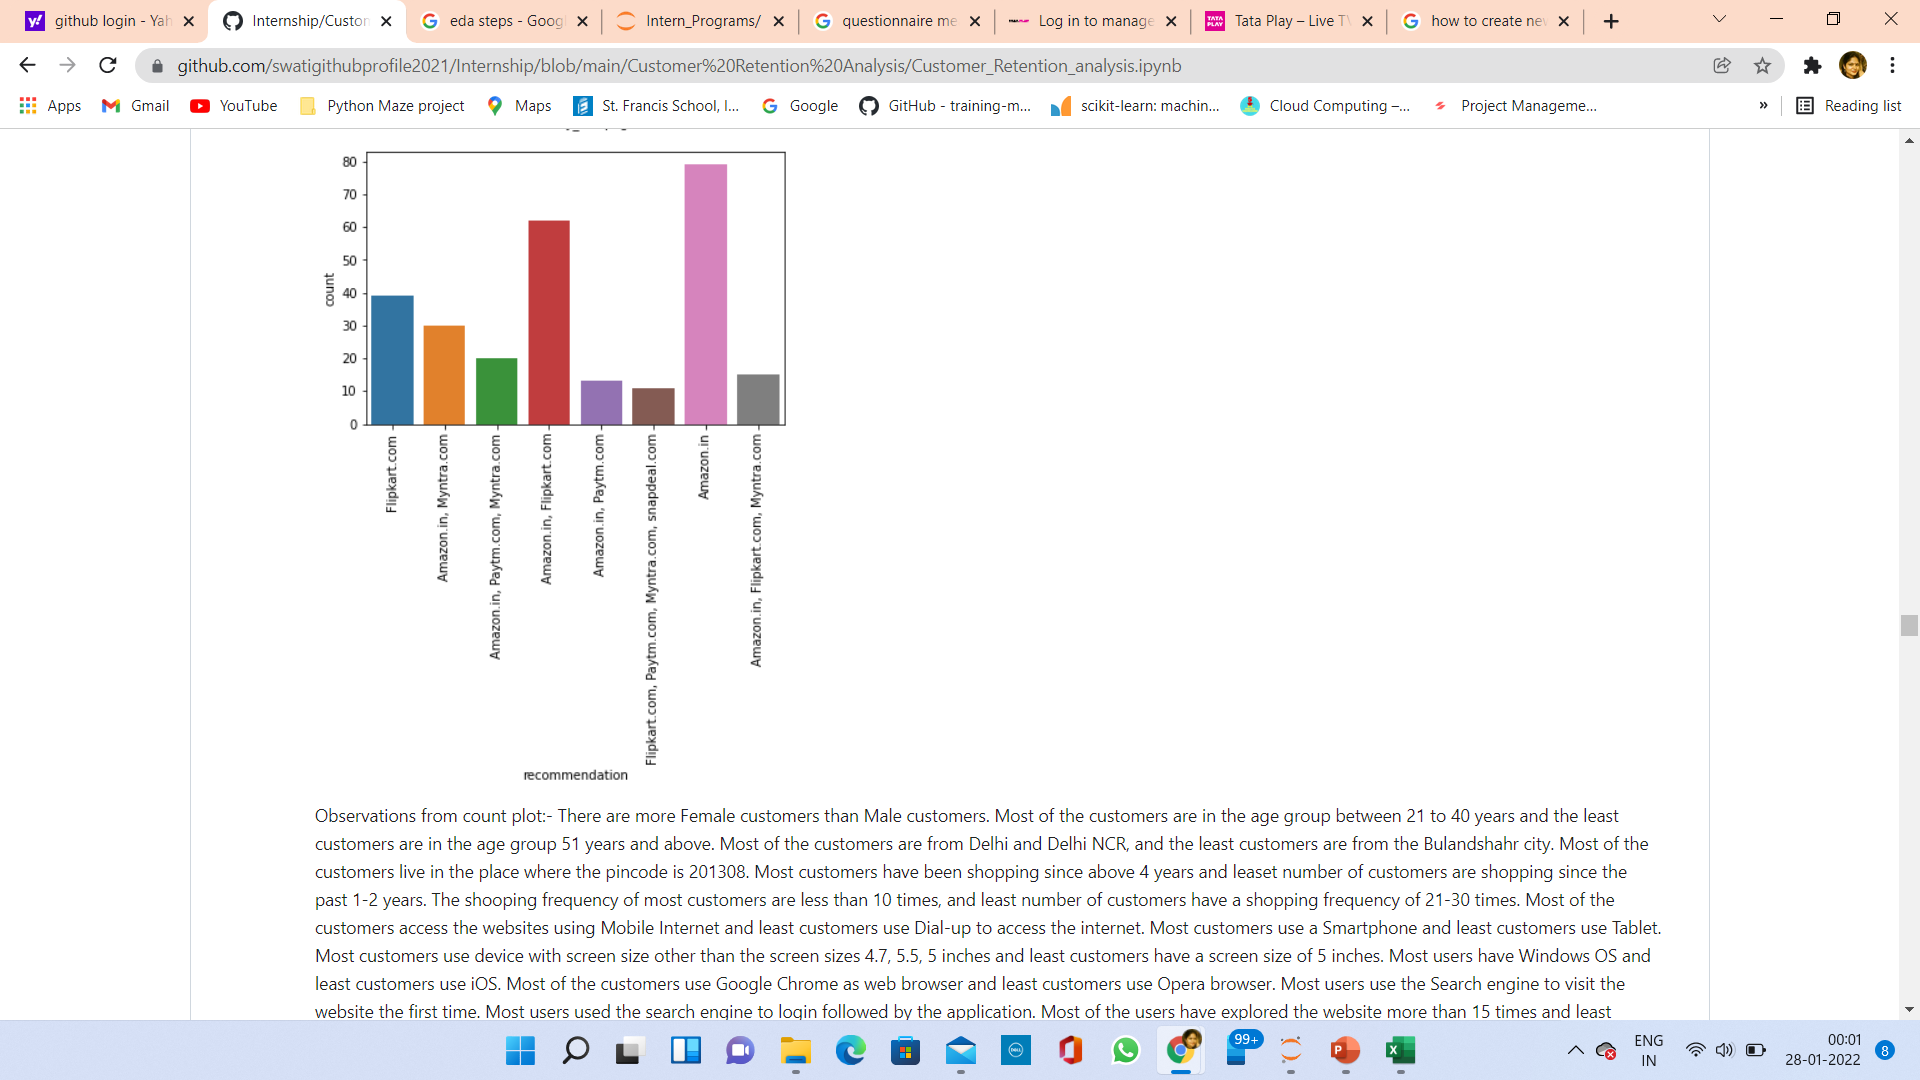 github login - Yah
Internship/Custom
eda steps - Goog
Intern_Programs/
questionnaire me
Log in to manage
Tata Play – Live TV
how to create new
github.com/swatigithubprofile2021/Internship/blob/main/Customer%20Retention%20Analysis/Customer_Retention_analysis.ipynb
Apps
Gmail
YouTube
Python Maze project
Maps
St. Francis School, I...
Google
GitHub - training-m...
scikit-learn: machin...
Cloud Computing –...
Project Manageme...
»
Reading list
80
70
60
50
40
30
20
10
0
count
Flipkart.com
Amazon.in, Myntra.com
Amazon.in, Paytm.com, Myntra.com
Amazon.in, Flipkart.com
Amazon.in, Paytm.com
Flipkart.com, Paytm.com, Myntra.com, snapdeal.com
Amazon.in
Amazon.in, Flipkart.com, Myntra.com
recommendation
Observations from count plot:- There are more Female customers than Male customers. Most of the customers are in the age group between 21 to 40 years and the least
customers are in the age group 51 years and above. Most of the customers are from Delhi and Delhi NCR, and the least customers are from the Bulandshahr city. Most of the
customers live in the place where the pincode is 201308. Most customers have been shopping since above 4 years and leaset number of customers are shopping since the
past 1-2 years. The shooping frequency of most customers are less than 10 times, and least number of customers have a shopping frequency of 21-30 times. Most of the
customers access the websites using Mobile Internet and least customers use Dial-up to access the internet. Most customers use a Smartphone and least customers use Tablet.
Most customers use device with screen size other than the screen sizes 4.7, 5.5, 5 inches and least customers have a screen size of 5 inches. Most users have Windows OS and
least customers use iOS. Most of the customers use Google Chrome as web browser and least customers use Opera browser. Most users use the Search engine to visit the
website the first time. Most users used the search engine to login followed by the application. Most of the users have explored the website more than 15 times and least
99+
ENG
IN
00:01
28-01-2022
8